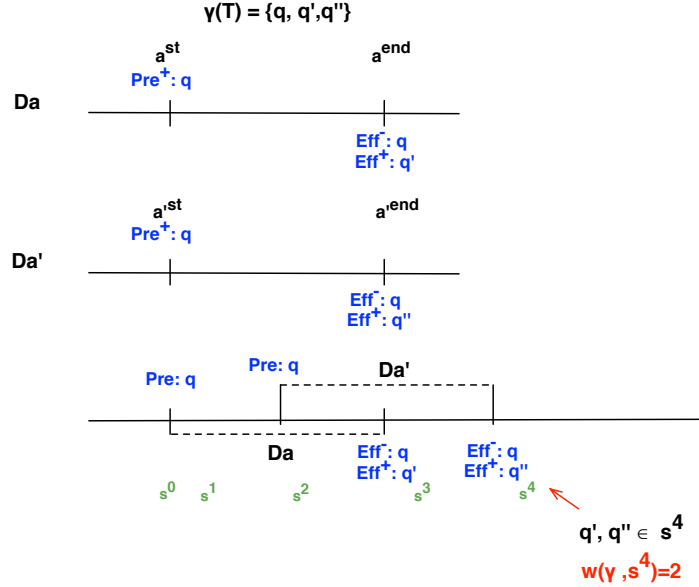 γ(T) = {q, q',q"}
a^st a^end
Pre^+: q
Da
Eff^-: q
Eff^+: q'
a'^st a'^end
Pre^+: q
Da'
Eff^-: q
Eff^+: q"
Pre: q Pre: q Da'
Da
Eff^-: q Eff^-: q
Eff^+: q' Eff^+: q"
s^0 s^1 s^2 s^3 s^4
q', q" ∈ s^4
w(γ ,s^4)=2